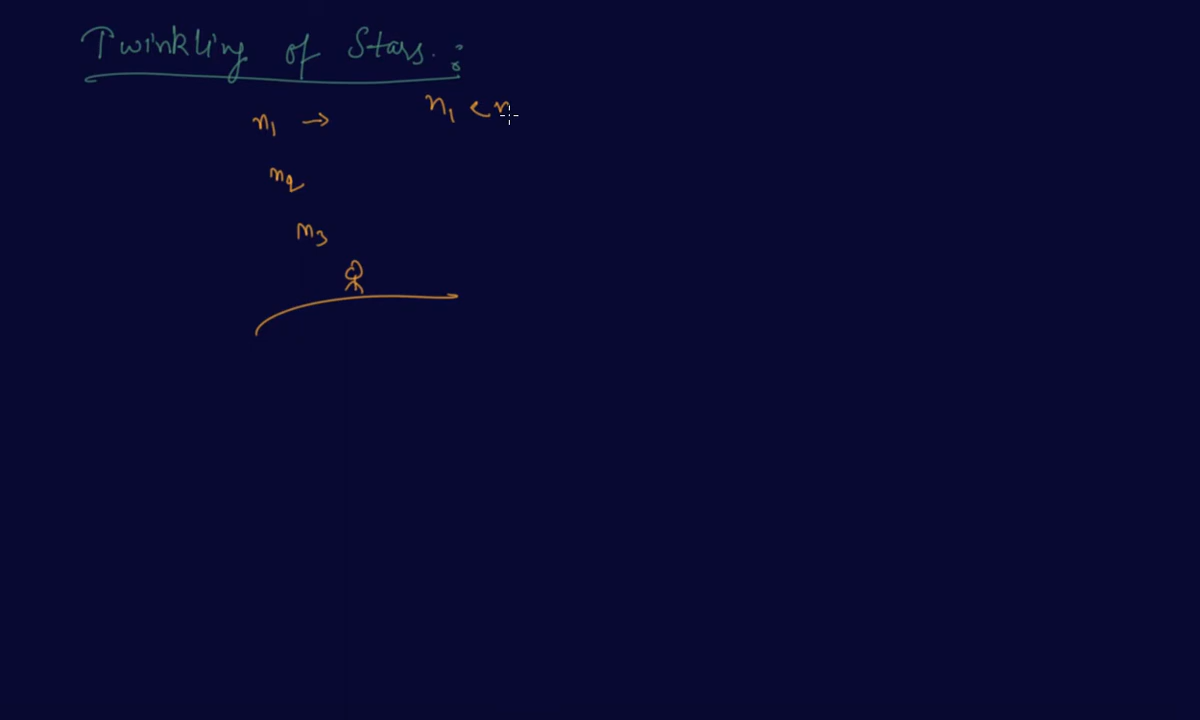 Twinkling of Stars. :
n₁ < n
n₁ →
n₂
n₃